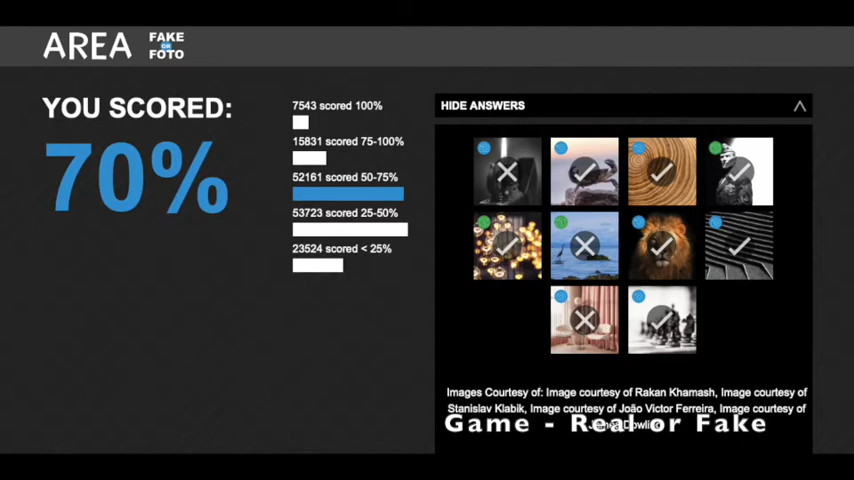 AREA
FAKE
OR
FOTO
YOU SCORED:
70%
7543 scored 100%
15831 scored 75-100%
52161 scored 50-75%
53723 scored 25-50%
23524 scored < 25%
HIDE ANSWERS
Images Courtesy of: Image courtesy of Rakan Khamash, Image courtesy of
Stanislav Klabik, Image courtesy of João Victor Ferreira, Image courtesy of
Game - Real or Fake